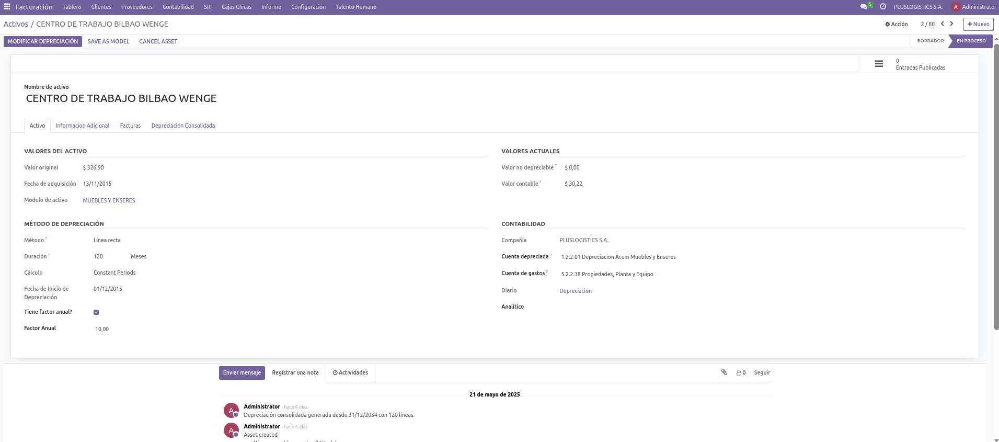 Facturación Tablero Clientes Proveedores Contabilidad SRI Cajas Chicas Informe Configuración Talento Humano 5 PLUSLOGISTICS S.A. A Administrator
Activos / CENTRO DE TRABAJO BILBAO WENGE Acción 2 / 80 Nuevo
MODIFICAR DEPRECIACIÓN SAVE AS MODEL CANCEL ASSET BORRADOR EN PROCESO
0
Entradas Publicadas
Nombre de activo
CENTRO DE TRABAJO BILBAO WENGE
Activo Informacion Adicional Facturas Depreciación Consolidada
VALORES DEL ACTIVO
Valor original $ 326,90
Fecha de adquisición 13/11/2015
Modelo de activo MUEBLES Y ENSERES
VALORES ACTUALES
Valor no depreciable ? $ 0,00
Valor contable ? $ 30,22
MÉTODO DE DEPRECIACIÓN
Método ? Línea recta
Duración ? 120 Meses
Cálculo Constant Periods
Fecha de Inicio de 01/12/2015
Depreciación
Tiene factor anual?
Factor Anual 10,00
CONTABILIDAD
Compañía PLUSLOGISTICS S.A.
Cuenta depreciada ? 1.2.2.01 Depreciacion Acum Muebles y Enseres
Cuenta de gastos ? 5.2.2.38 Propiedades, Planta y Equipo
Diario Depreciación
Analítico
Enviar mensaje Registrar una nota Actividades 0 Seguir
21 de mayo de 2025
A Administrator - hace 4 días
Depreciación consolidada generada desde 31/12/2034 con 120 líneas.
A Administrator - hace 4 días
Asset created